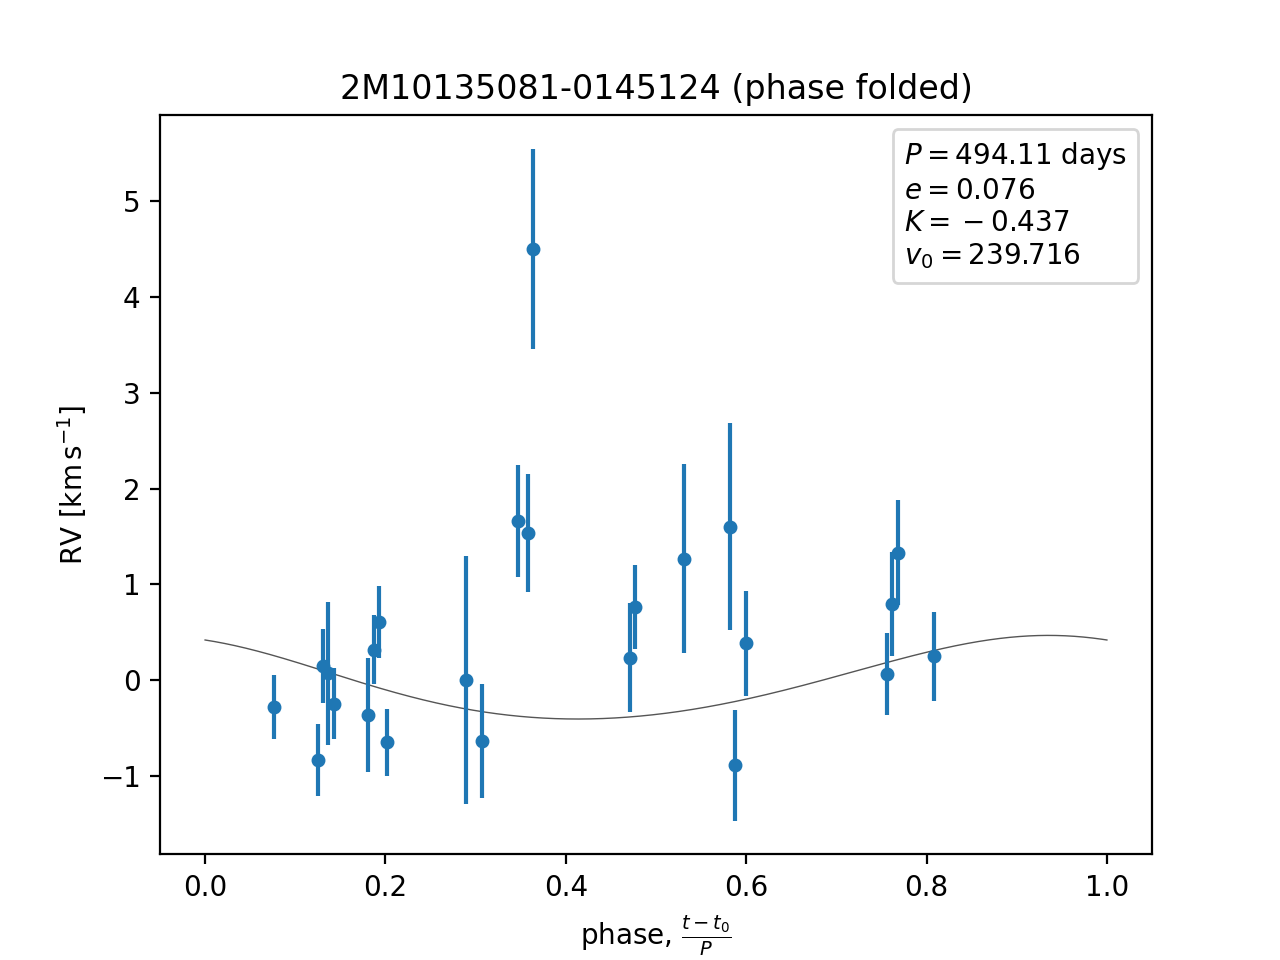 2M10135081-0145124 (phase folded)
P = 494.11 days
e = 0.076
K = −0.437
v₀ = 239.716
5
4
3
2
1
0
−1
RV [km s⁻¹]
0.0 0.2 0.4 0.6 0.8 1.0
phase, (t − t₀)/P